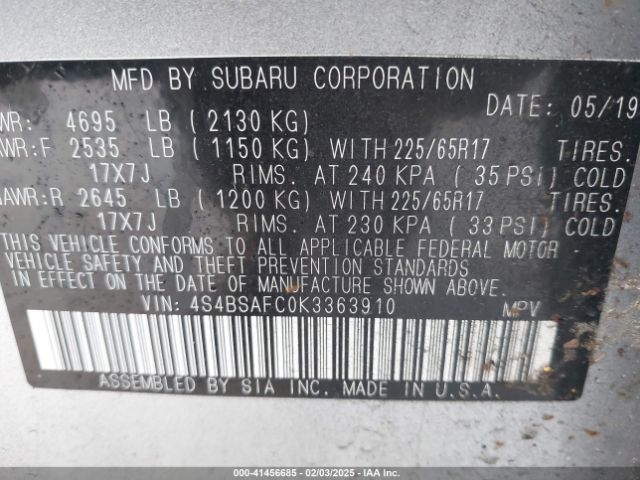 MFD BY SUBARU CORPORATION
DATE: 05/19
WR: 4695 LB ( 2130 KG)
AWR:F 2535 LB ( 1150 KG) WITH 225/65R17 TIRES.
17X7J RIMS. AT 240 KPA ( 35 PSI) COLD
AWR:R 2645 LB ( 1200 KG) WITH 225/65R17 TIRES.
17X7J RIMS. AT 230 KPA ( 33 PSI) COLD
THIS VEHICLE CONFORMS TO ALL APPLICABLE FEDERAL MOTOR
VEHICLE SAFETY AND THEFT PREVENTION STANDARDS
IN EFFECT ON THE DATE OF MANUFACTURE SHOWN ABOVE.
VIN: 4S4BSAFC0K3363910 MPV
ASSEMBLED BY SIA INC. MADE IN U.S.A.
000-41456685 - 02/03/2025 - IAAI.com